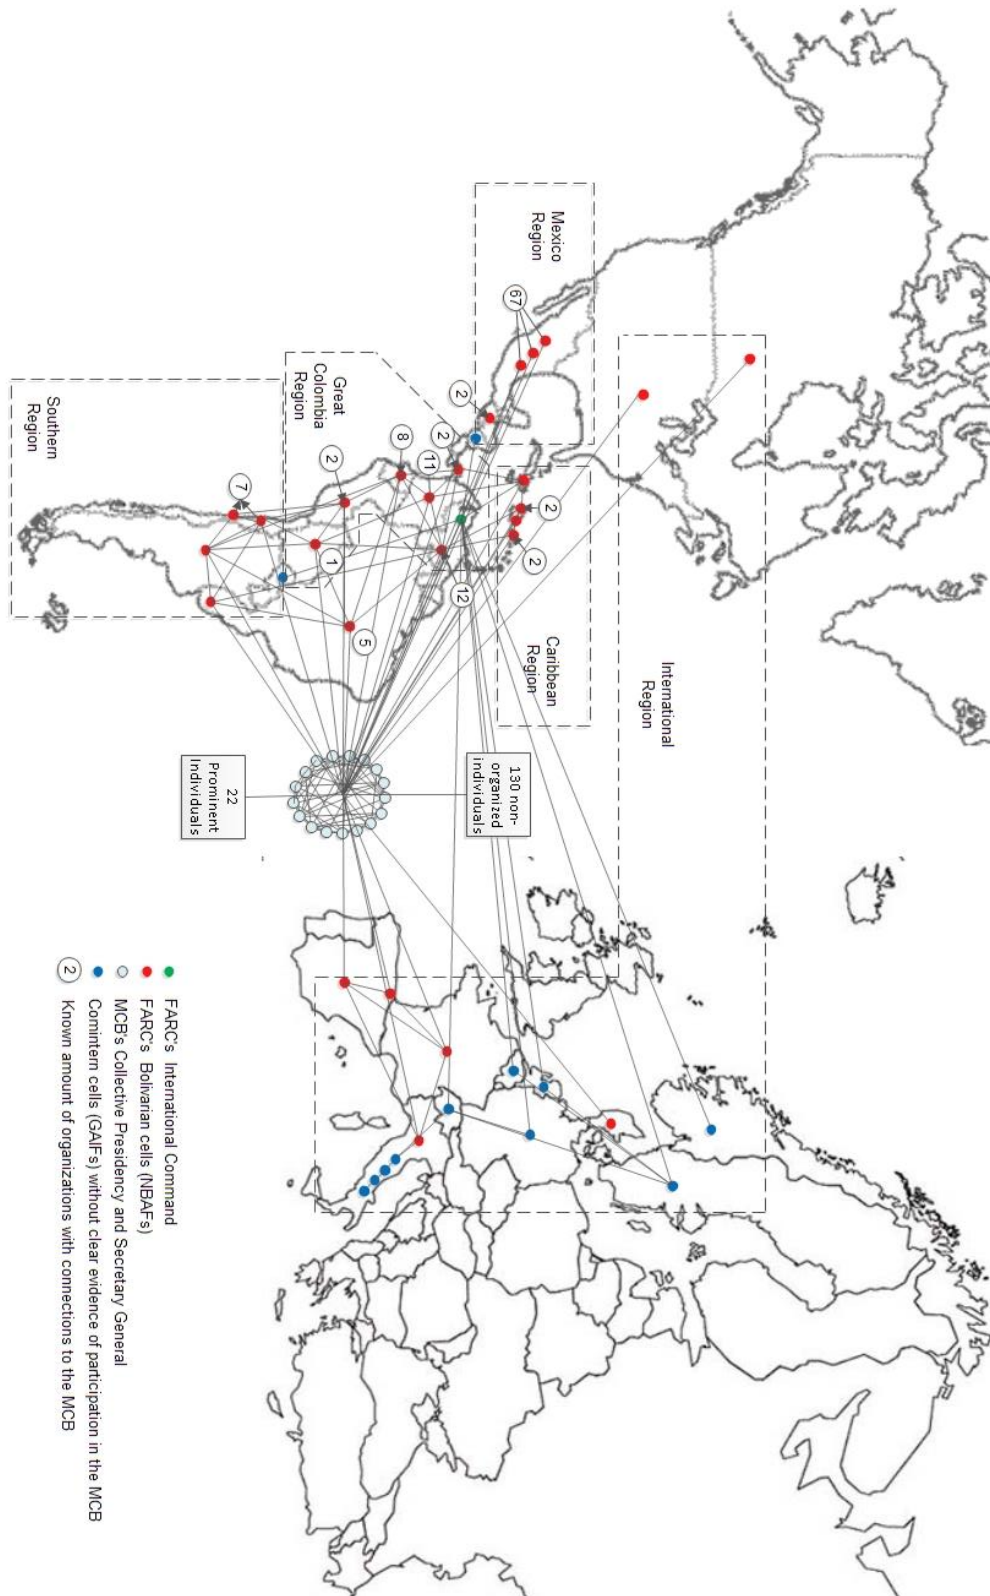 Mexico
Region
67
2
Great
Colombia
Region
2
11
8
2
1
5
12
Southern
Region
7
Caribbean
Region
2
2
International
Region
130 non-
organized
individuals
22
Prominent
Individuals
FARC's International Command
FARC's Bolivarian cells (NBAFs)
MCB's Collective Presidency and Secretary General
Comintern cells (GAIFs) without clear evidence of participation in the MCB
2 Known amount of organizations with connections to the MCB